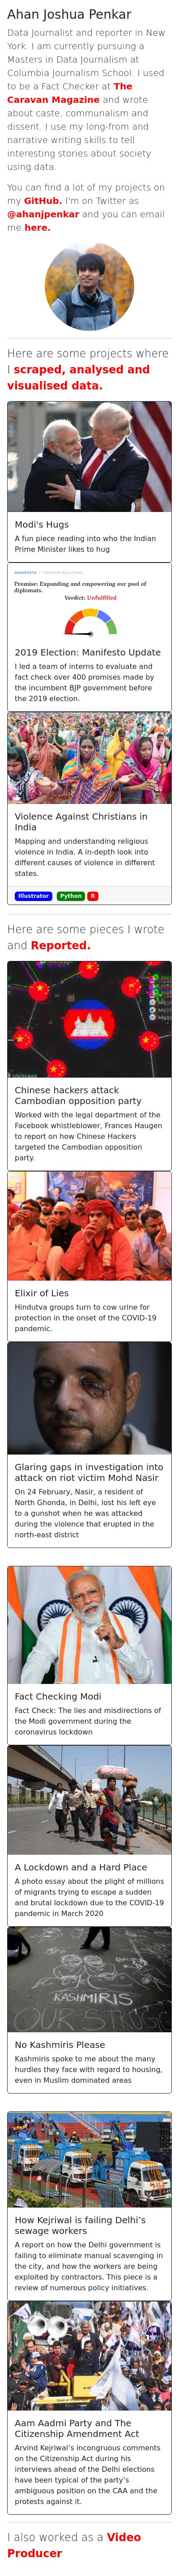 Ahan Joshua Penkar
Data Journalist and reporter in New
York. I am currently pursuing a
Masters in Data Journalism at
Columbia Journalism School. I used
to be a Fact Checker at The
Caravan Magazine and wrote
about caste, communalism and
dissent. I use my long-from and
narrative writing skills to tell
interesting stories about society
using data.
You can find a lot of my projects on
my GitHub. I'm on Twitter as
@ahanjpenkar and you can email
me here.
Here are some projects where
I scraped, analysed and
visualised data.
Modi's Hugs
A fun piece reading into who the Indian
Prime Minister likes to hug
MANIFESTO / FOREIGN RELATIONS
Promise: Expanding and empowering our pool of
diplomats.
Verdict: Unfulfilled
2019 Election: Manifesto Update
I led a team of interns to evaluate and
fact check over 400 promises made by
the incumbent BJP government before
the 2019 election.
Violence Against Christians in
India
Mapping and understanding religious
violence in India. A in-depth look into
different causes of violence in different
states.
Illustrator Python R
Here are some pieces I wrote
and Reported.
Chinese hackers attack
Cambodian opposition party
Worked with the legal department of the
Facebook whistleblower, Frances Haugen
to report on how Chinese Hackers
targeted the Cambodian opposition
party.
Elixir of Lies
Hindutva groups turn to cow urine for
protection in the onset of the COVID-19
pandemic.
Glaring gaps in investigation into
attack on riot victim Mohd Nasir
On 24 February, Nasir, a resident of
North Ghonda, in Delhi, lost his left eye
to a gunshot when he was attacked
during the violence that erupted in the
north-east district
Fact Checking Modi
Fact Check: The lies and misdirections of
the Modi government during the
coronavirus lockdown
A Lockdown and a Hard Place
A photo essay about the plight of millions
of migrants trying to escape a sudden
and brutal lockdown due to the COVID-19
pandemic in March 2020
KASHMIRIS
No Kashmiris Please
Kashmiris spoke to me about the many
hurdles they face with regard to housing,
even in Muslim dominated areas
How Kejriwal is failing Delhi's
sewage workers
A report on how the Delhi government is
failing to eliminate manual scavenging in
the city, and how the workers are being
exploited by contractors. This piece is a
review of numerous policy initiatives.
Aam Aadmi Party and The
Citizenship Amendment Act
Arvind Kejriwal's incongruous comments
on the Citizenship Act during his
interviews ahead of the Delhi elections
have been typical of the party's
ambiguous position on the CAA and the
protests against it.
I also worked as a Video
Producer